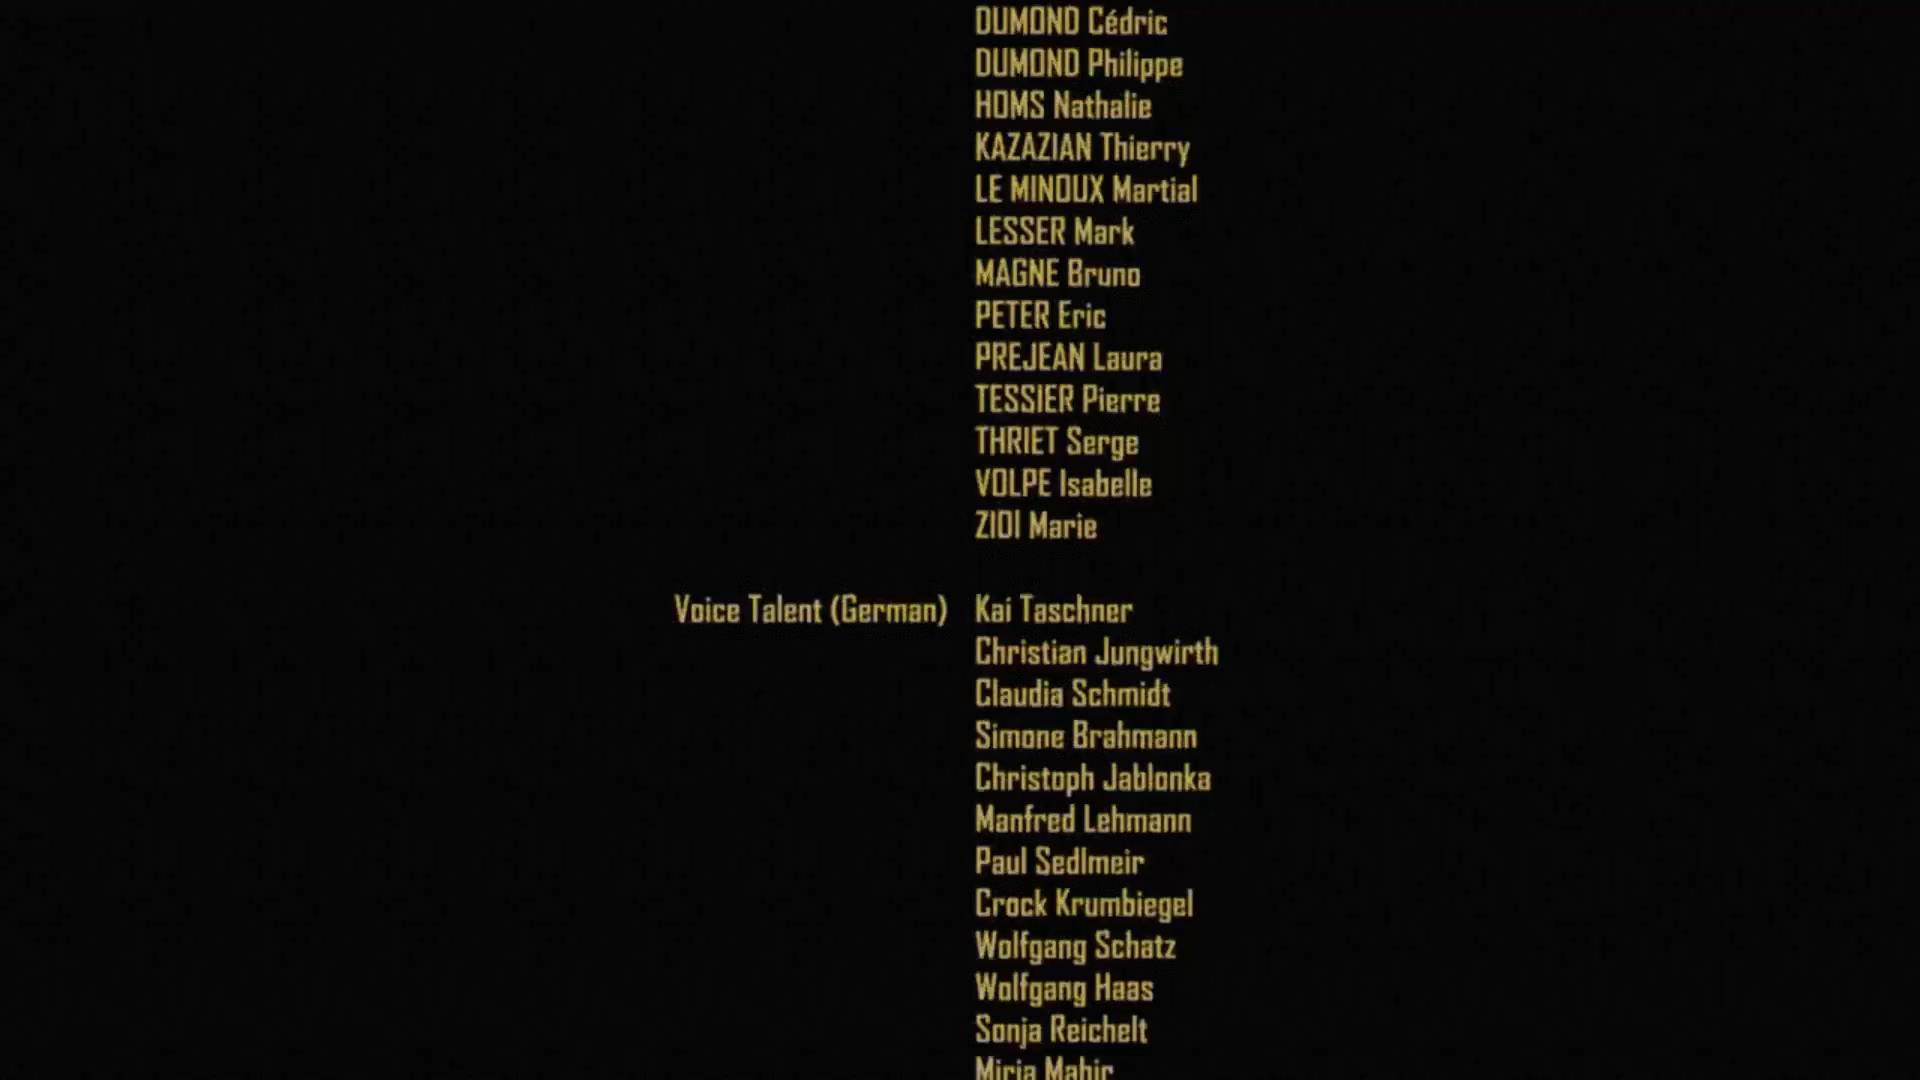 DUMOND Cédric
DUMOND Philippe
HOMS Nathalie
KAZAZIAN Thierry
LE MINOUX Martial
LESSER Mark
MAGNE Bruno
PETER Eric
PREJEAN Laura
TESSIER Pierre
THRIET Serge
VOLPE Isabelle
ZIDI Marie
Voice Talent (German) Kai Taschner
Christian Jungwirth
Claudia Schmidt
Simone Brahmann
Christoph Jablonka
Manfred Lehmann
Paul Sedlmeir
Crock Krumbiegel
Wolfgang Schatz
Wolfgang Haas
Sonja Reichelt
Mirja Mahir